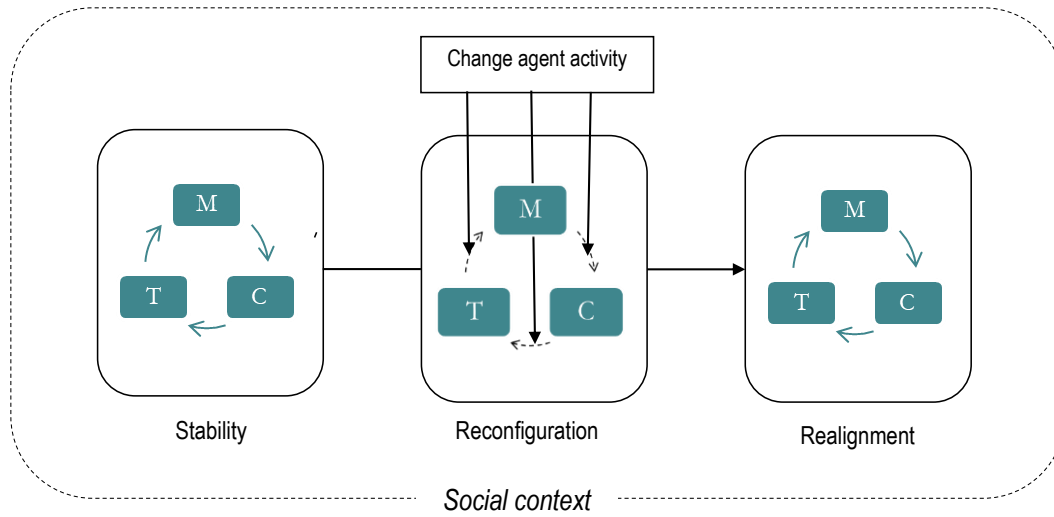 Change agent activity
M
T
C
M
T
C
M
T
C
Stability
Reconfiguration
Realignment
Social context